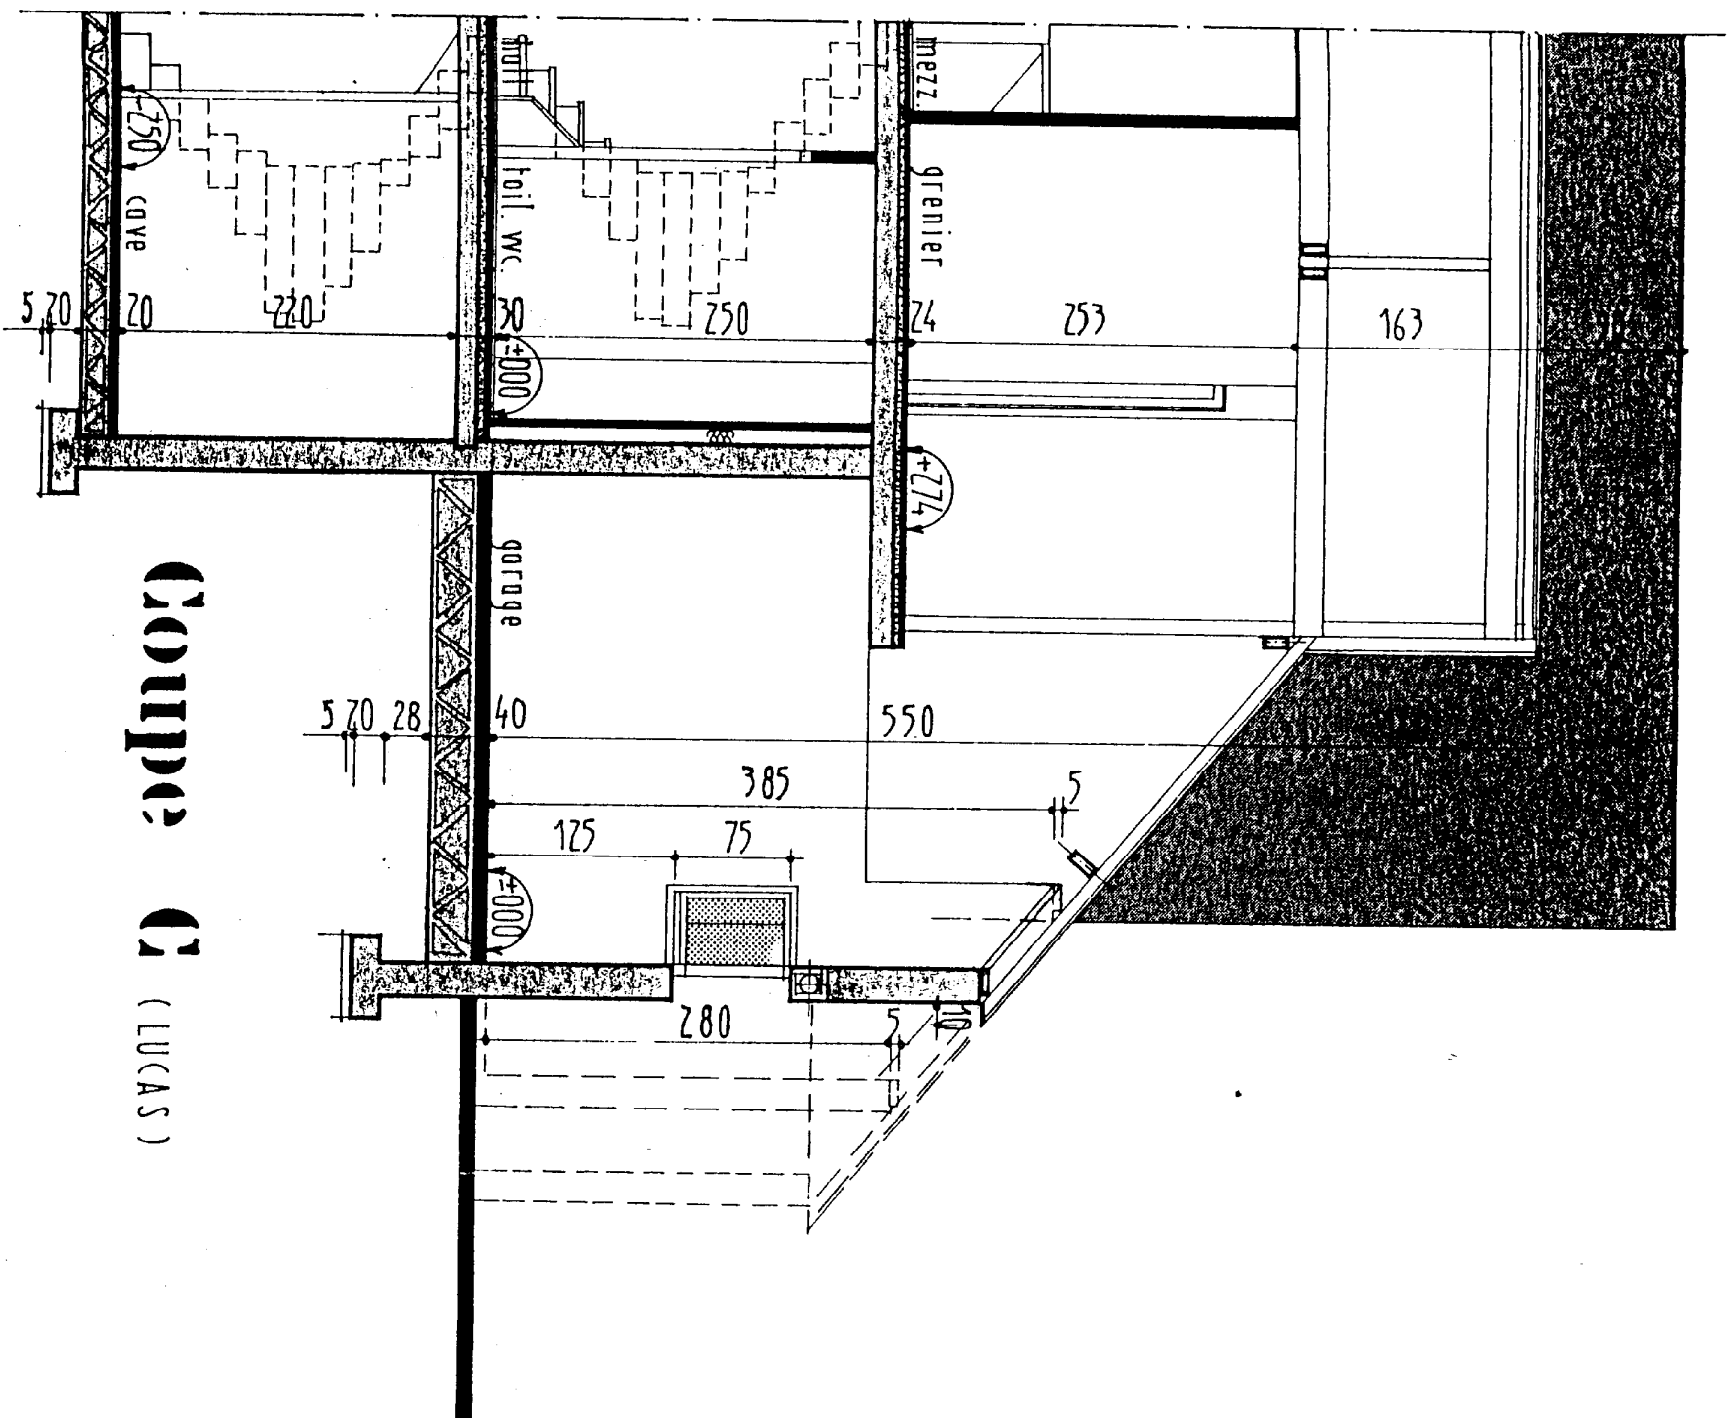 mezz.
grenier
hall
toil. wc.
-250
cave
5 20 20 220 30 250 24 253 163
±000
+274
garage
5 20 28 40 550
385 5
125 75
±000
280 5 10
Coupe C (LUCAS)